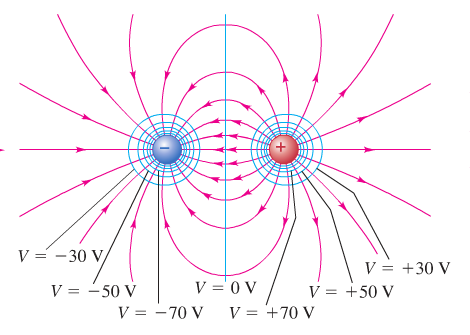 − +
V = −30 V
V = +30 V
V = −50 V
V = 0 V
V = +50 V
V = −70 V
V = +70 V